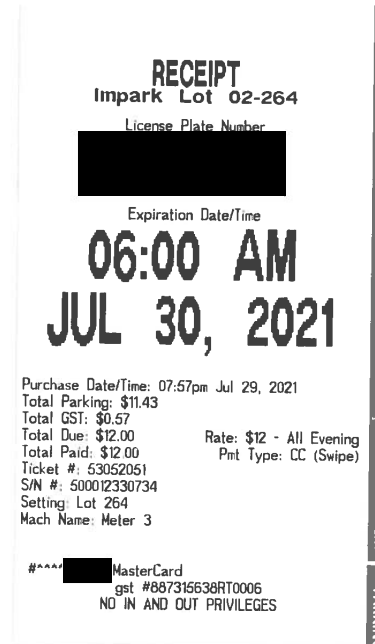 RECEIPT
Impark Lot 02-264
License Plate Number
Expiration Date/Time
06:00 AM
JUL 30, 2021
Purchase Date/Time: 07:57pm Jul 29, 2021
Total Parking: $11.43
Total GST: $0.57
Total Due: $12.00 Rate: $12 - All Evening
Total Paid: $12.00 Pmt Type: CC (Swipe)
Ticket #: 53052051
S/N #: 500012330734
Setting: Lot 264
Mach Name: Meter 3
#^^^^ MasterCard
gst #887315638RT0006
NO IN AND OUT PRIVILEGES